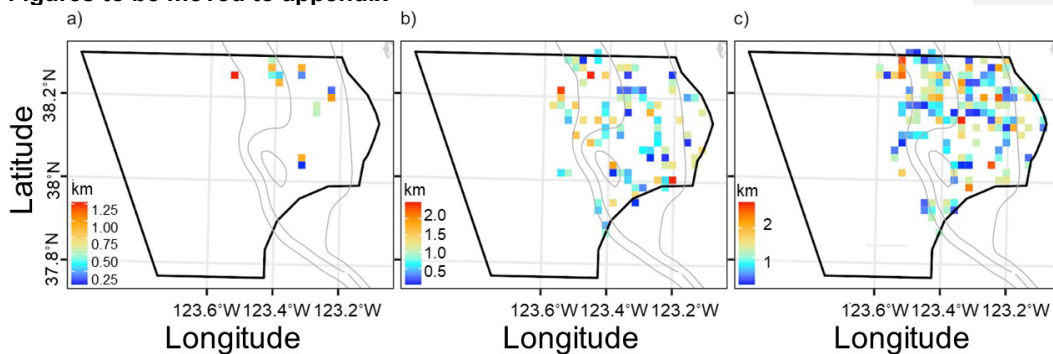 Figures to be moved to appendix
a) b) c)
Latitude
38.2°N
38°N
37.8°N
km
1.25
1.00
0.75
0.50
0.25
km
2.0
1.5
1.0
0.5
km
2
1
123.6°W 123.4°W 123.2°W
123.6°W 123.4°W 123.2°W
123.6°W 123.4°W 123.2°W
Longitude Longitude Longitude